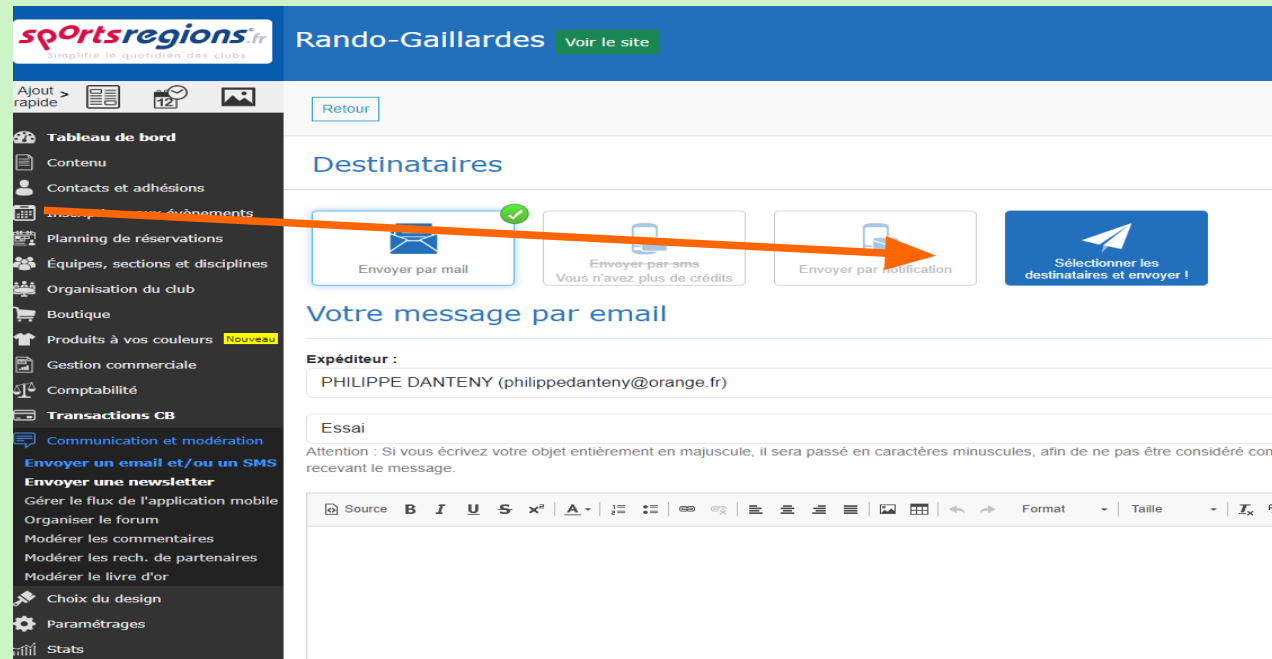 sportsregions.fr
Simplifie le quotidien des clubs
Rando-Gaillardes Voir le site
Ajout rapide >
12
Retour
Tableau de bord
Contenu
Contacts et adhésions
Planning de réservations
Équipes, sections et disciplines
Organisation du club
Boutique
Produits à vos couleurs Nouveau
Gestion commerciale
Comptabilité
Transactions CB
Communication et modération
Envoyer un email et/ou un SMS
Envoyer une newsletter
Gérer le flux de l'application mobile
Organiser le forum
Modérer les commentaires
Modérer les rech. de partenaires
Modérer le livre d'or
Choix du design
Paramétrages
Stats
Destinataires
Envoyer par mail
Envoyer par sms
Vous n'avez plus de crédits
Envoyer par notification
Sélectionner les
destinataires et envoyer !
Votre message par email
Expéditeur :
PHILIPPE DANTENY (philippedanteny@orange.fr)
Essai
Attention : Si vous écrivez votre objet entièrement en majuscule, il sera passé en caractères minuscules, afin de ne pas être considéré con
recevant le message.
Source B I U S x² A Format Taille Tx